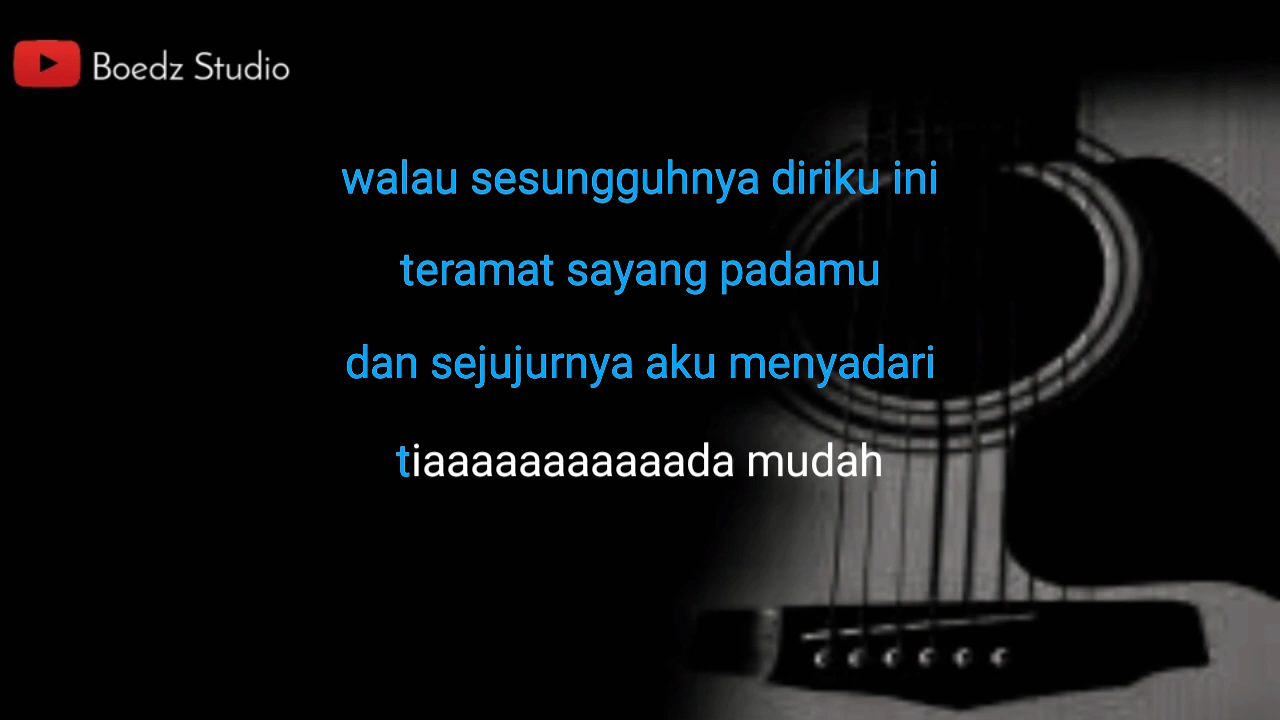 Boedz Studio
walau sesungguhnya diriku ini
teramat sayang padamu
dan sejujurnya aku menyadari
tiaaaaaaaaaaada mudah